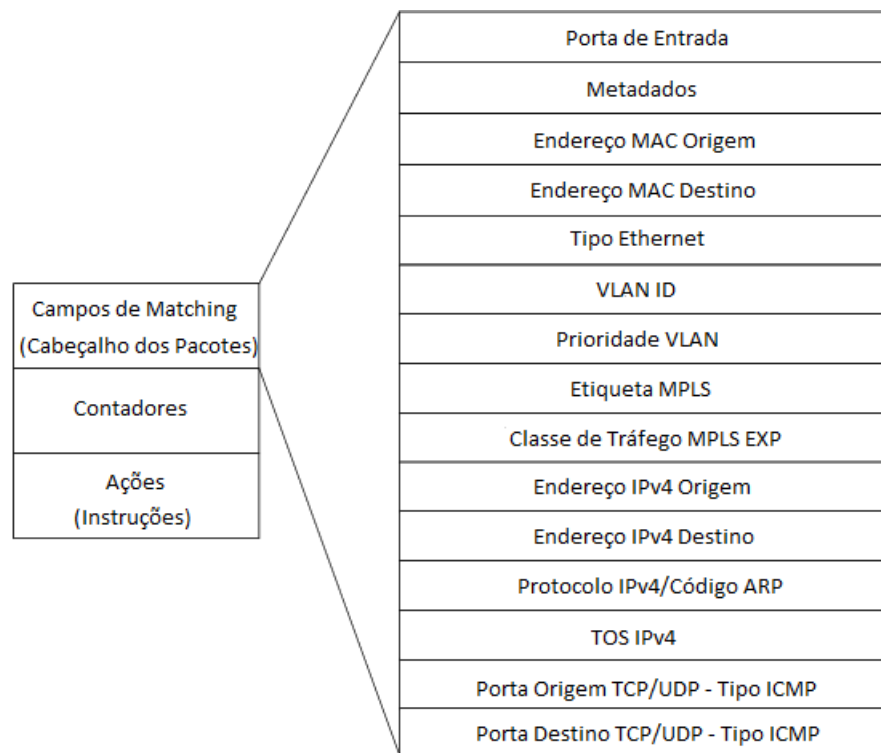 Campos de Matching
(Cabeçalho dos Pacotes)
Contadores
Ações
(Instruções)
Porta de Entrada
Metadados
Endereço MAC Origem
Endereço MAC Destino
Tipo Ethernet
VLAN ID
Prioridade VLAN
Etiqueta MPLS
Classe de Tráfego MPLS EXP
Endereço IPv4 Origem
Endereço IPv4 Destino
Protocolo IPv4/Código ARP
TOS IPv4
Porta Origem TCP/UDP - Tipo ICMP
Porta Destino TCP/UDP - Tipo ICMP